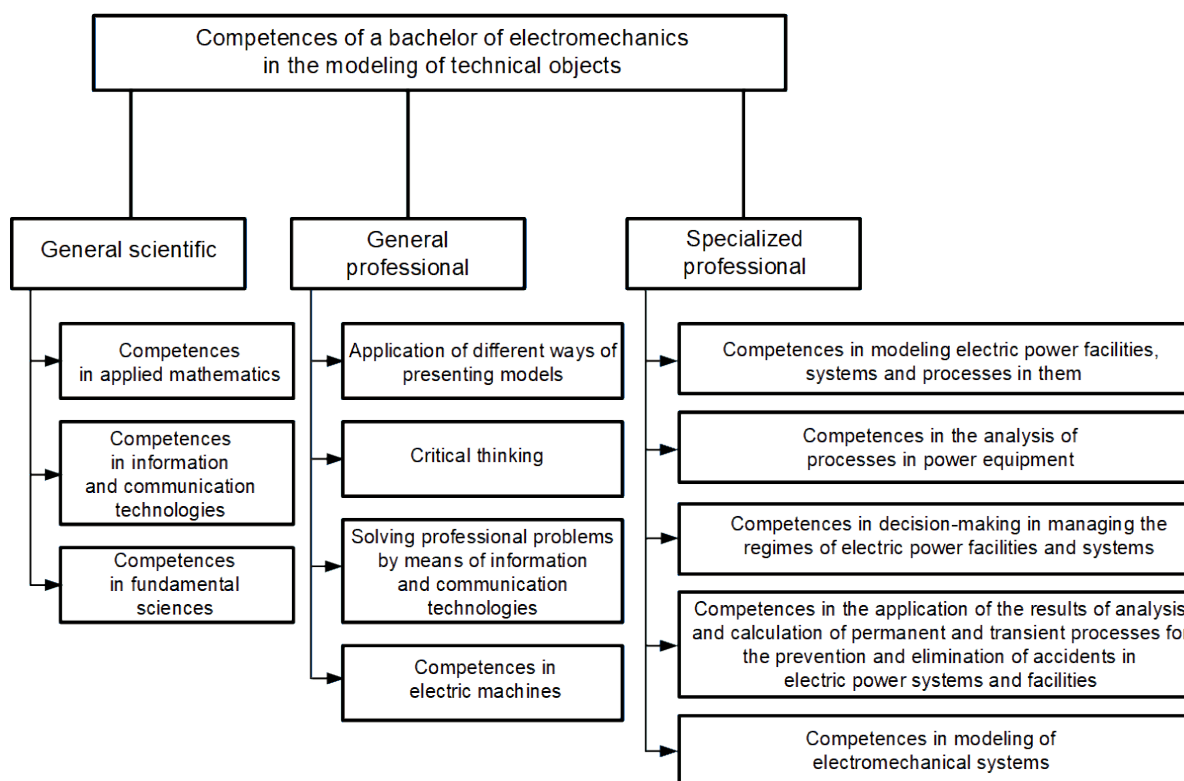 Competences of a bachelor of electromechanics
in the modeling of technical objects
General scientific
Competences
in applied mathematics
Competences
in information
and communication
technologies
Competences
in fundamental
sciences
General
professional
Application of different ways of
presenting models
Critical thinking
Solving professional problems
by means of information
and communication
technologies
Competences in
electric machines
Specialized
professional
Competences in modeling electric power facilities,
systems and processes in them
Competences in the analysis of
processes in power equipment
Competences in decision-making in managing the
regimes of electric power facilities and systems
Competences in the application of the results of analysis
and calculation of permanent and transient processes for
the prevention and elimination of accidents in
electric power systems and facilities
Competences in modeling of
electromechanical systems